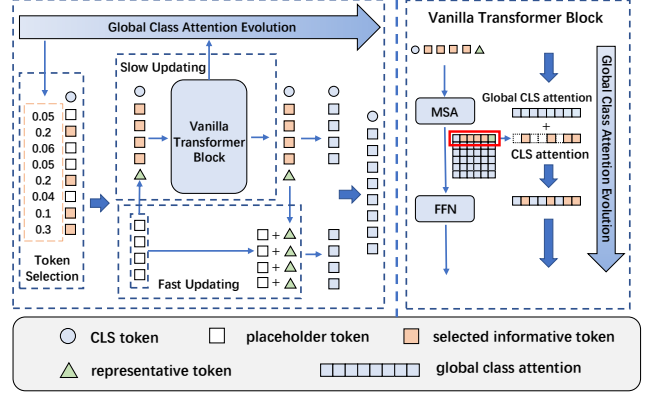 Global Class Attention Evolution
Slow Updating
0.05
0.2
0.06
0.05
0.2
0.04
0.1
0.3
Token
Selection
Vanilla
Transformer
Block
+
+
+
+
Fast Updating
Vanilla Transformer Block
MSA
FFN
Global CLS attention
+
CLS attention
Global Class Attention Evolution
CLS token
placeholder token
selected informative token
representative token
global class attention